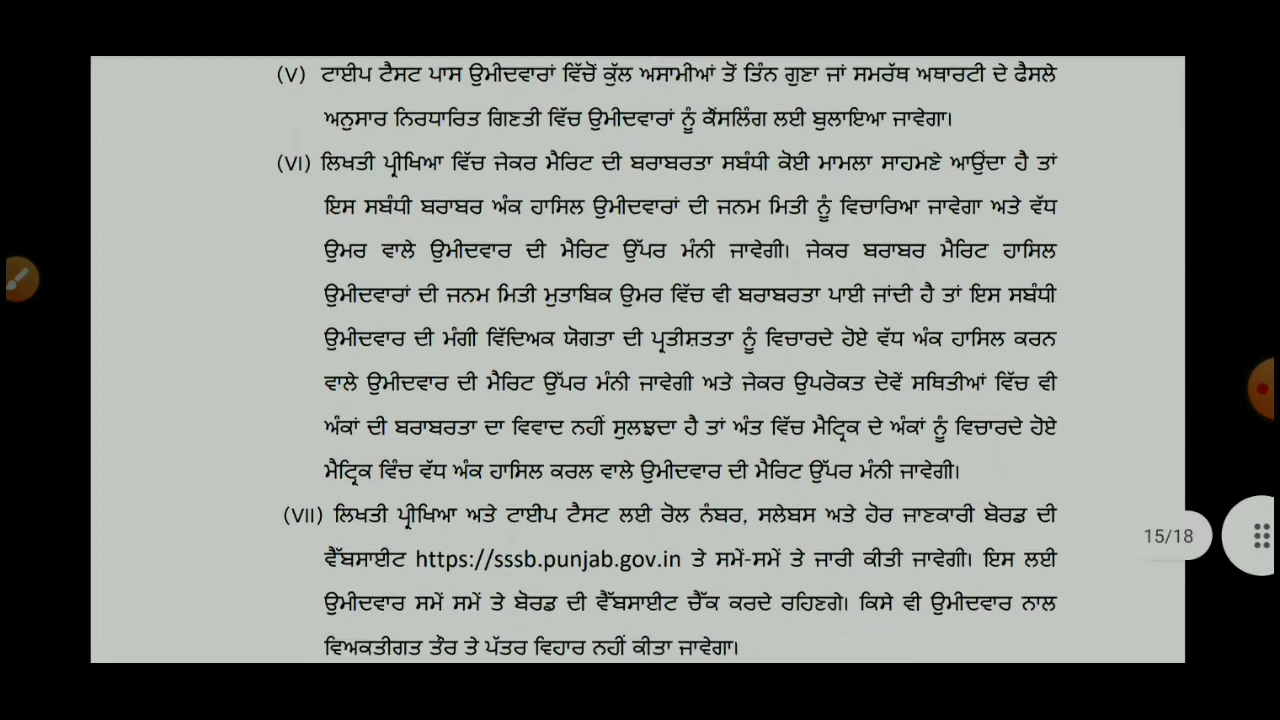 (V) ਟਾਈਪ ਟੈਸਟ ਪਾਸ ਉਮੀਦਵਾਰਾਂ ਵਿੱਚੋਂ ਕੁੱਲ ਅਸਾਮੀਆਂ ਤੋਂ ਤਿੰਨ ਗੁਣਾ ਜਾਂ ਸਮਰੱਥ ਅਥਾਰਟੀ ਦੇ ਫੈਸਲੇ
ਅਨੁਸਾਰ ਨਿਰਧਾਰਿਤ ਗਿਣਤੀ ਵਿੱਚ ਉਮੀਦਵਾਰਾਂ ਨੂੰ ਕੌਂਸਲਿੰਗ ਲਈ ਬੁਲਾਇਆ ਜਾਵੇਗਾ।
(VI) ਲਿਖਤੀ ਪ੍ਰੀਖਿਆ ਵਿੱਚ ਜੇਕਰ ਮੈਰਿਟ ਦੀ ਬਰਾਬਰਤਾ ਸਬੰਧੀ ਕੋਈ ਮਾਮਲਾ ਸਾਹਮਣੇ ਆਉਂਦਾ ਹੈ ਤਾਂ
ਇਸ ਸਬੰਧੀ ਬਰਾਬਰ ਅੰਕ ਹਾਸਿਲ ਉਮੀਦਵਾਰਾਂ ਦੀ ਜਨਮ ਮਿਤੀ ਨੂੰ ਵਿਚਾਰਿਆ ਜਾਵੇਗਾ ਅਤੇ ਵੱਧ
ਉਮਰ ਵਾਲੇ ਉਮੀਦਵਾਰ ਦੀ ਮੈਰਿਟ ਉੱਪਰ ਮੰਨੀ ਜਾਵੇਗੀ। ਜੇਕਰ ਬਰਾਬਰ ਮੈਰਿਟ ਹਾਸਿਲ
ਉਮੀਦਵਾਰਾਂ ਦੀ ਜਨਮ ਮਿਤੀ ਮੁਤਾਬਿਕ ਉਮਰ ਵਿੱਚ ਵੀ ਬਰਾਬਰਤਾ ਪਾਈ ਜਾਂਦੀ ਹੈ ਤਾਂ ਇਸ ਸਬੰਧੀ
ਉਮੀਦਵਾਰ ਦੀ ਮੰਗੀ ਵਿੱਦਿਅਕ ਯੋਗਤਾ ਦੀ ਪ੍ਰਤੀਸ਼ਤਤਾ ਨੂੰ ਵਿਚਾਰਦੇ ਹੋਏ ਵੱਧ ਅੰਕ ਹਾਸਿਲ ਕਰਨ
ਵਾਲੇ ਉਮੀਦਵਾਰ ਦੀ ਮੈਰਿਟ ਉੱਪਰ ਮੰਨੀ ਜਾਵੇਗੀ ਅਤੇ ਜੇਕਰ ਉਪਰੋਕਤ ਦੋਵੇਂ ਸਥਿਤੀਆਂ ਵਿੱਚ ਵੀ
ਅੰਕਾਂ ਦੀ ਬਰਾਬਰਤਾ ਦਾ ਵਿਵਾਦ ਨਹੀਂ ਸੁਲਝਦਾ ਹੈ ਤਾਂ ਅੰਤ ਵਿੱਚ ਮੈਟ੍ਰਿਕ ਦੇ ਅੰਕਾਂ ਨੂੰ ਵਿਚਾਰਦੇ ਹੋਏ
ਮੈਟ੍ਰਿਕ ਵਿੰਚ ਵੱਧ ਅੰਕ ਹਾਸਿਲ ਕਰਲ ਵਾਲੇ ਉਮੀਦਵਾਰ ਦੀ ਮੈਰਿਟ ਉੱਪਰ ਮੰਨੀ ਜਾਵੇਗੀ।
(VII) ਲਿਖਤੀ ਪ੍ਰੀਖਿਆ ਅਤੇ ਟਾਈਪ ਟੈਸਟ ਲਈ ਰੋਲ ਨੰਬਰ, ਸਲੇਬਸ ਅਤੇ ਹੋਰ ਜਾਣਕਾਰੀ ਬੋਰਡ ਦੀ
ਵੈੱਬਸਾਈਟ https://sssb.punjab.gov.in ਤੇ ਸਮੇਂ-ਸਮੇਂ ਤੇ ਜਾਰੀ ਕੀਤੀ ਜਾਵੇਗੀ। ਇਸ ਲਈ
ਉਮੀਦਵਾਰ ਸਮੇਂ ਸਮੇਂ ਤੇ ਬੋਰਡ ਦੀ ਵੈੱਬਸਾਈਟ ਚੈੱਕ ਕਰਦੇ ਰਹਿਣਗੇ। ਕਿਸੇ ਵੀ ਉਮੀਦਵਾਰ ਨਾਲ
ਵਿਅਕਤੀਗਤ ਤੌਰ ਤੇ ਪੱਤਰ ਵਿਹਾਰ ਨਹੀਂ ਕੀਤਾ ਜਾਵੇਗਾ।
15/18